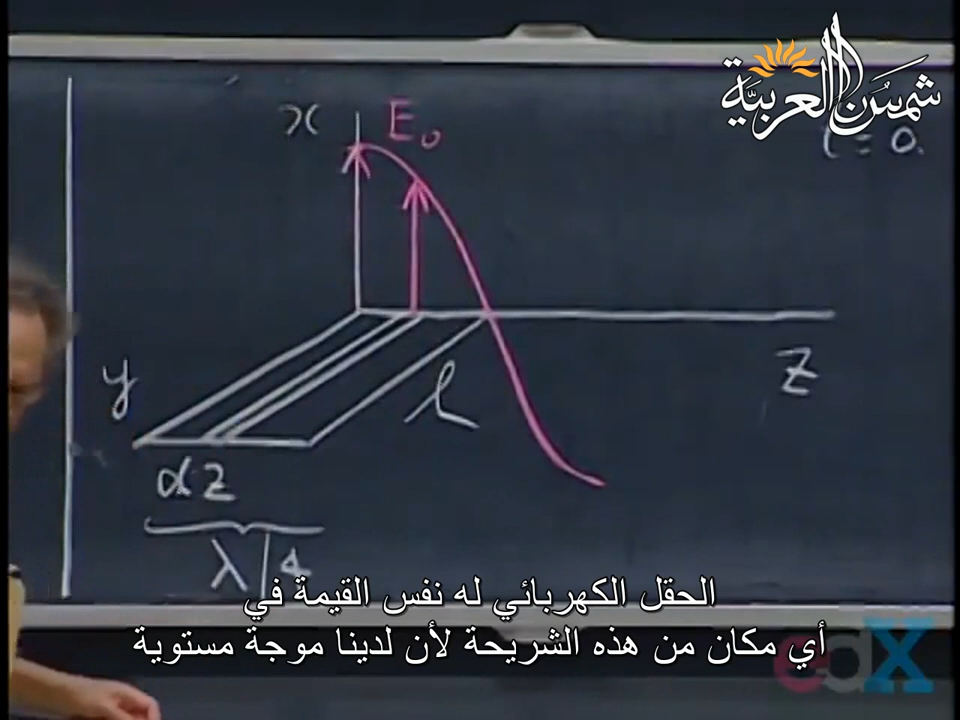 شمس العربية
x
E₀
t = 0.
y
l
z
dz
λ/4
الحقل الكهربائي له نفس القيمة في
أي مكان من هذه الشريحة لأن لدينا موجة مستوية
edX